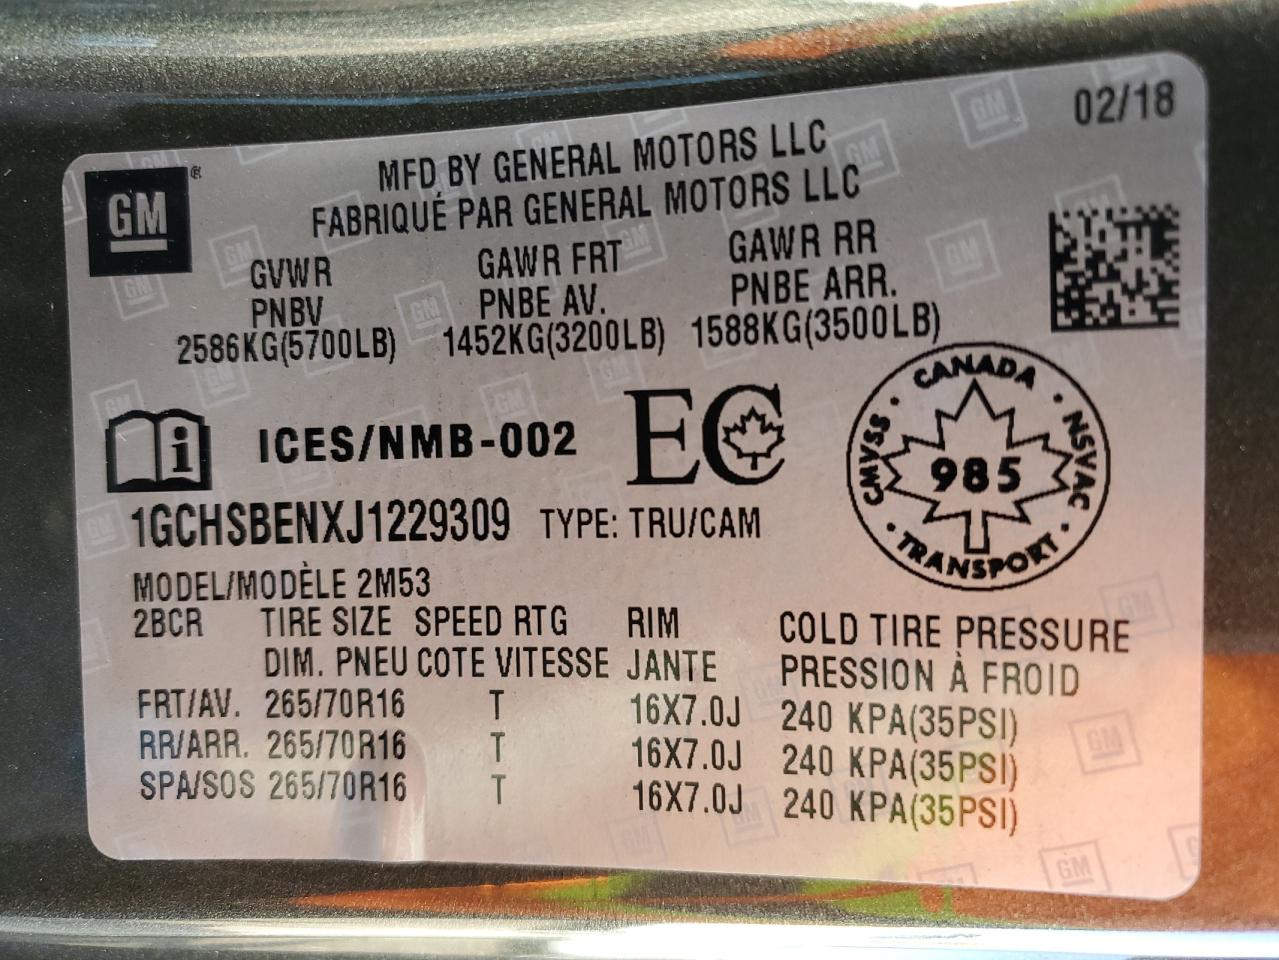 02/18
GM ®
MFD BY GENERAL MOTORS LLC
FABRIQUÉ PAR GENERAL MOTORS LLC
GVWR GAWR FRT GAWR RR
PNBV PNBE AV. PNBE ARR.
2586KG(5700LB) 1452KG(3200LB) 1588KG(3500LB)
i ICES/NMB-002 EC
CANADA · NSVAC · TRANSPORT · CMVSS ·
985
1GCHSBENXJ1229309 TYPE: TRU/CAM
MODEL/MODÈLE 2M53
2BCR TIRE SIZE SPEED RTG RIM COLD TIRE PRESSURE
DIM. PNEU COTE VITESSE JANTE PRESSION À FROID
FRT/AV. 265/70R16 T 16X7.0J 240 KPA(35PSI)
RR/ARR. 265/70R16 T 16X7.0J 240 KPA(35PSI)
SPA/SOS 265/70R16 T 16X7.0J 240 KPA(35PSI)